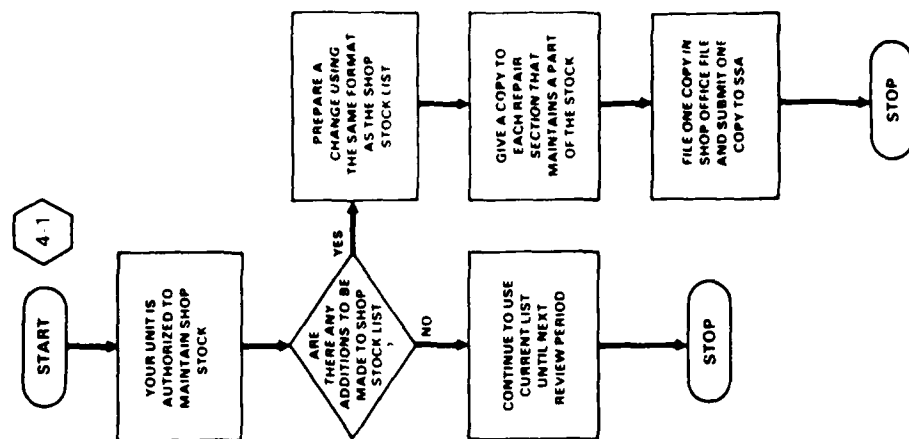 4-1
START
YOUR UNIT IS
AUTHORIZED TO
MAINTAIN SHOP
STOCK
ARE
THERE ANY
ADDITIONS TO BE
MADE TO SHOP
STOCK LIST,
YES
NO
PREPARE A
CHANGE USING
THE SAME FORMAT
AS THE SHOP
STOCK LIST
GIVE A COPY TO
EACH REPAIR
SECTION THAT
MAINTAINS A PART
OF THE STOCK
FILE ONE COPY IN
SHOP OFFICE FILE
AND SUBMIT ONE
COPY TO SSA
STOP
CONTINUE TO USE
CURRENT LIST
UNTIL NEXT
REVIEW PERIOD
STOP